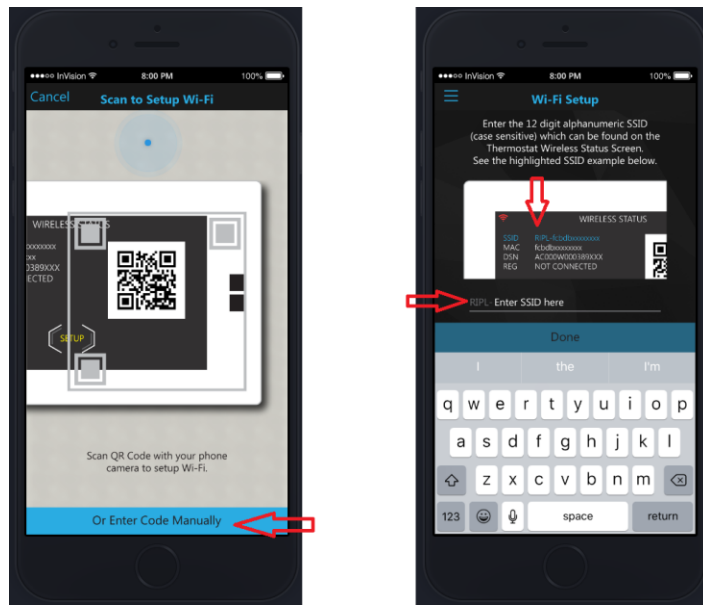 InVision 8:00 PM 100%
Cancel Scan to Setup Wi-Fi
WIRELESS STATUS
SETUP
Scan QR Code with your phone
camera to setup Wi-Fi.
Or Enter Code Manually
InVision 8:00 PM 100%
Wi-Fi Setup
Enter the 12 digit alphanumeric SSID
(case sensitive) which can be found on the
Thermostat Wireless Status Screen.
See the highlighted SSID example below.
WIRELESS STATUS
SSID RIPL-fcbdbxxxxxxx
MAC fcbdbxxxxxxx
DSN AC000W000389XXX
REG NOT CONNECTED
RIPL- Enter SSID here
Done
I the I'm
q w e r t y u i o p
a s d f g h j k l
z x c v b n m
123 space return